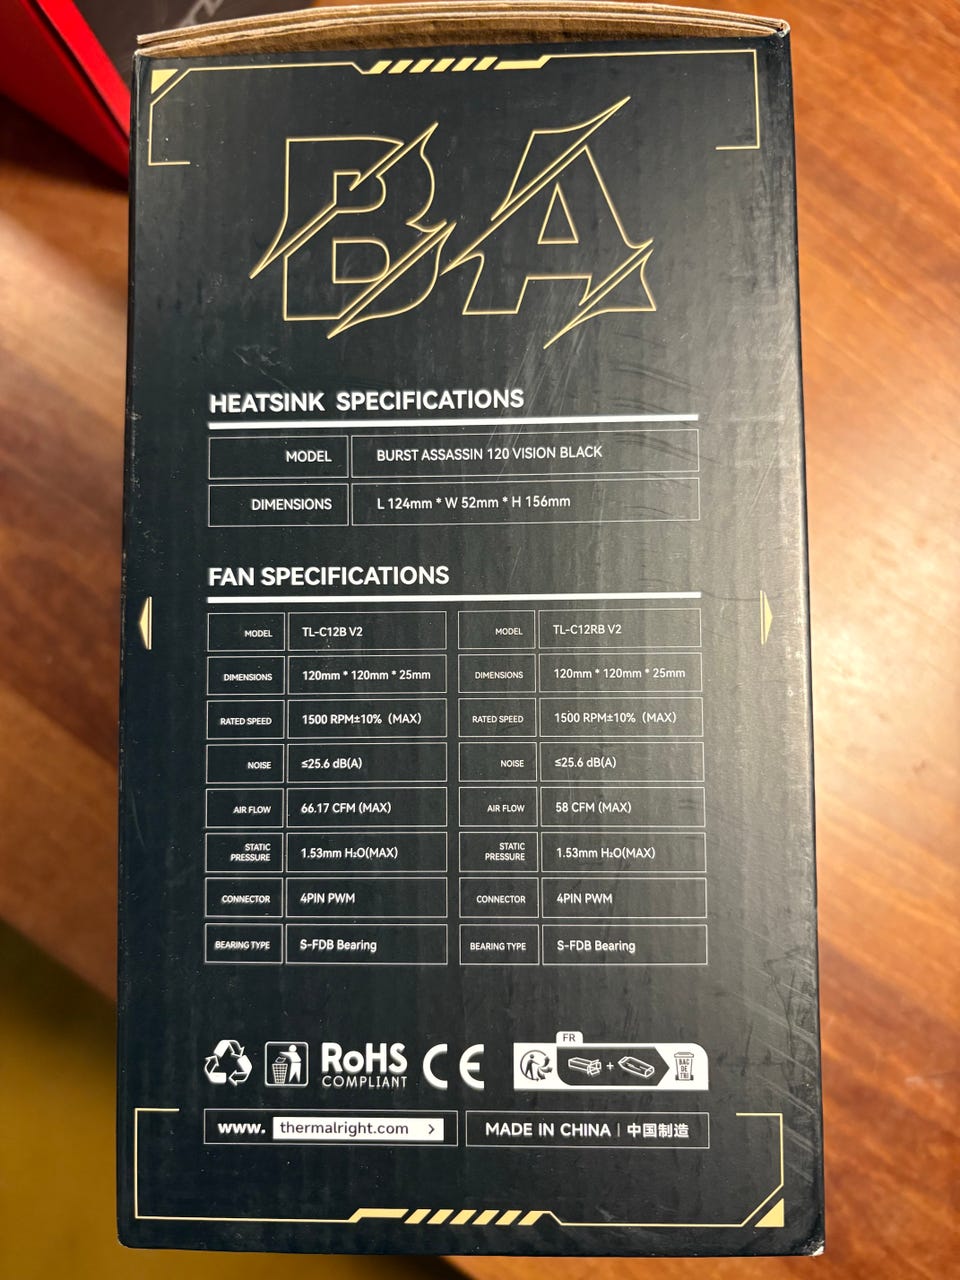 BA
HEATSINK SPECIFICATIONS
MODEL BURST ASSASSIN 120 VISION BLACK
DIMENSIONS L 124mm * W 52mm * H 156mm
FAN SPECIFICATIONS
MODEL TL-C12B V2 MODEL TL-C12RB V2
DIMENSIONS 120mm * 120mm * 25mm DIMENSIONS 120mm * 120mm * 25mm
RATED SPEED 1500 RPM±10% (MAX) RATED SPEED 1500 RPM±10% (MAX)
NOISE ≤25.6 dB(A) NOISE ≤25.6 dB(A)
AIR FLOW 66.17 CFM (MAX) AIR FLOW 58 CFM (MAX)
STATIC PRESSURE 1.53mm H₂O(MAX) STATIC PRESSURE 1.53mm H₂O(MAX)
CONNECTOR 4PIN PWM CONNECTOR 4PIN PWM
BEARING TYPE S-FDB Bearing BEARING TYPE S-FDB Bearing
FR
RoHS
COMPLIANT
CE
+
BAC
DE
TRI
www. thermalright.com >
MADE IN CHINA | 中国制造